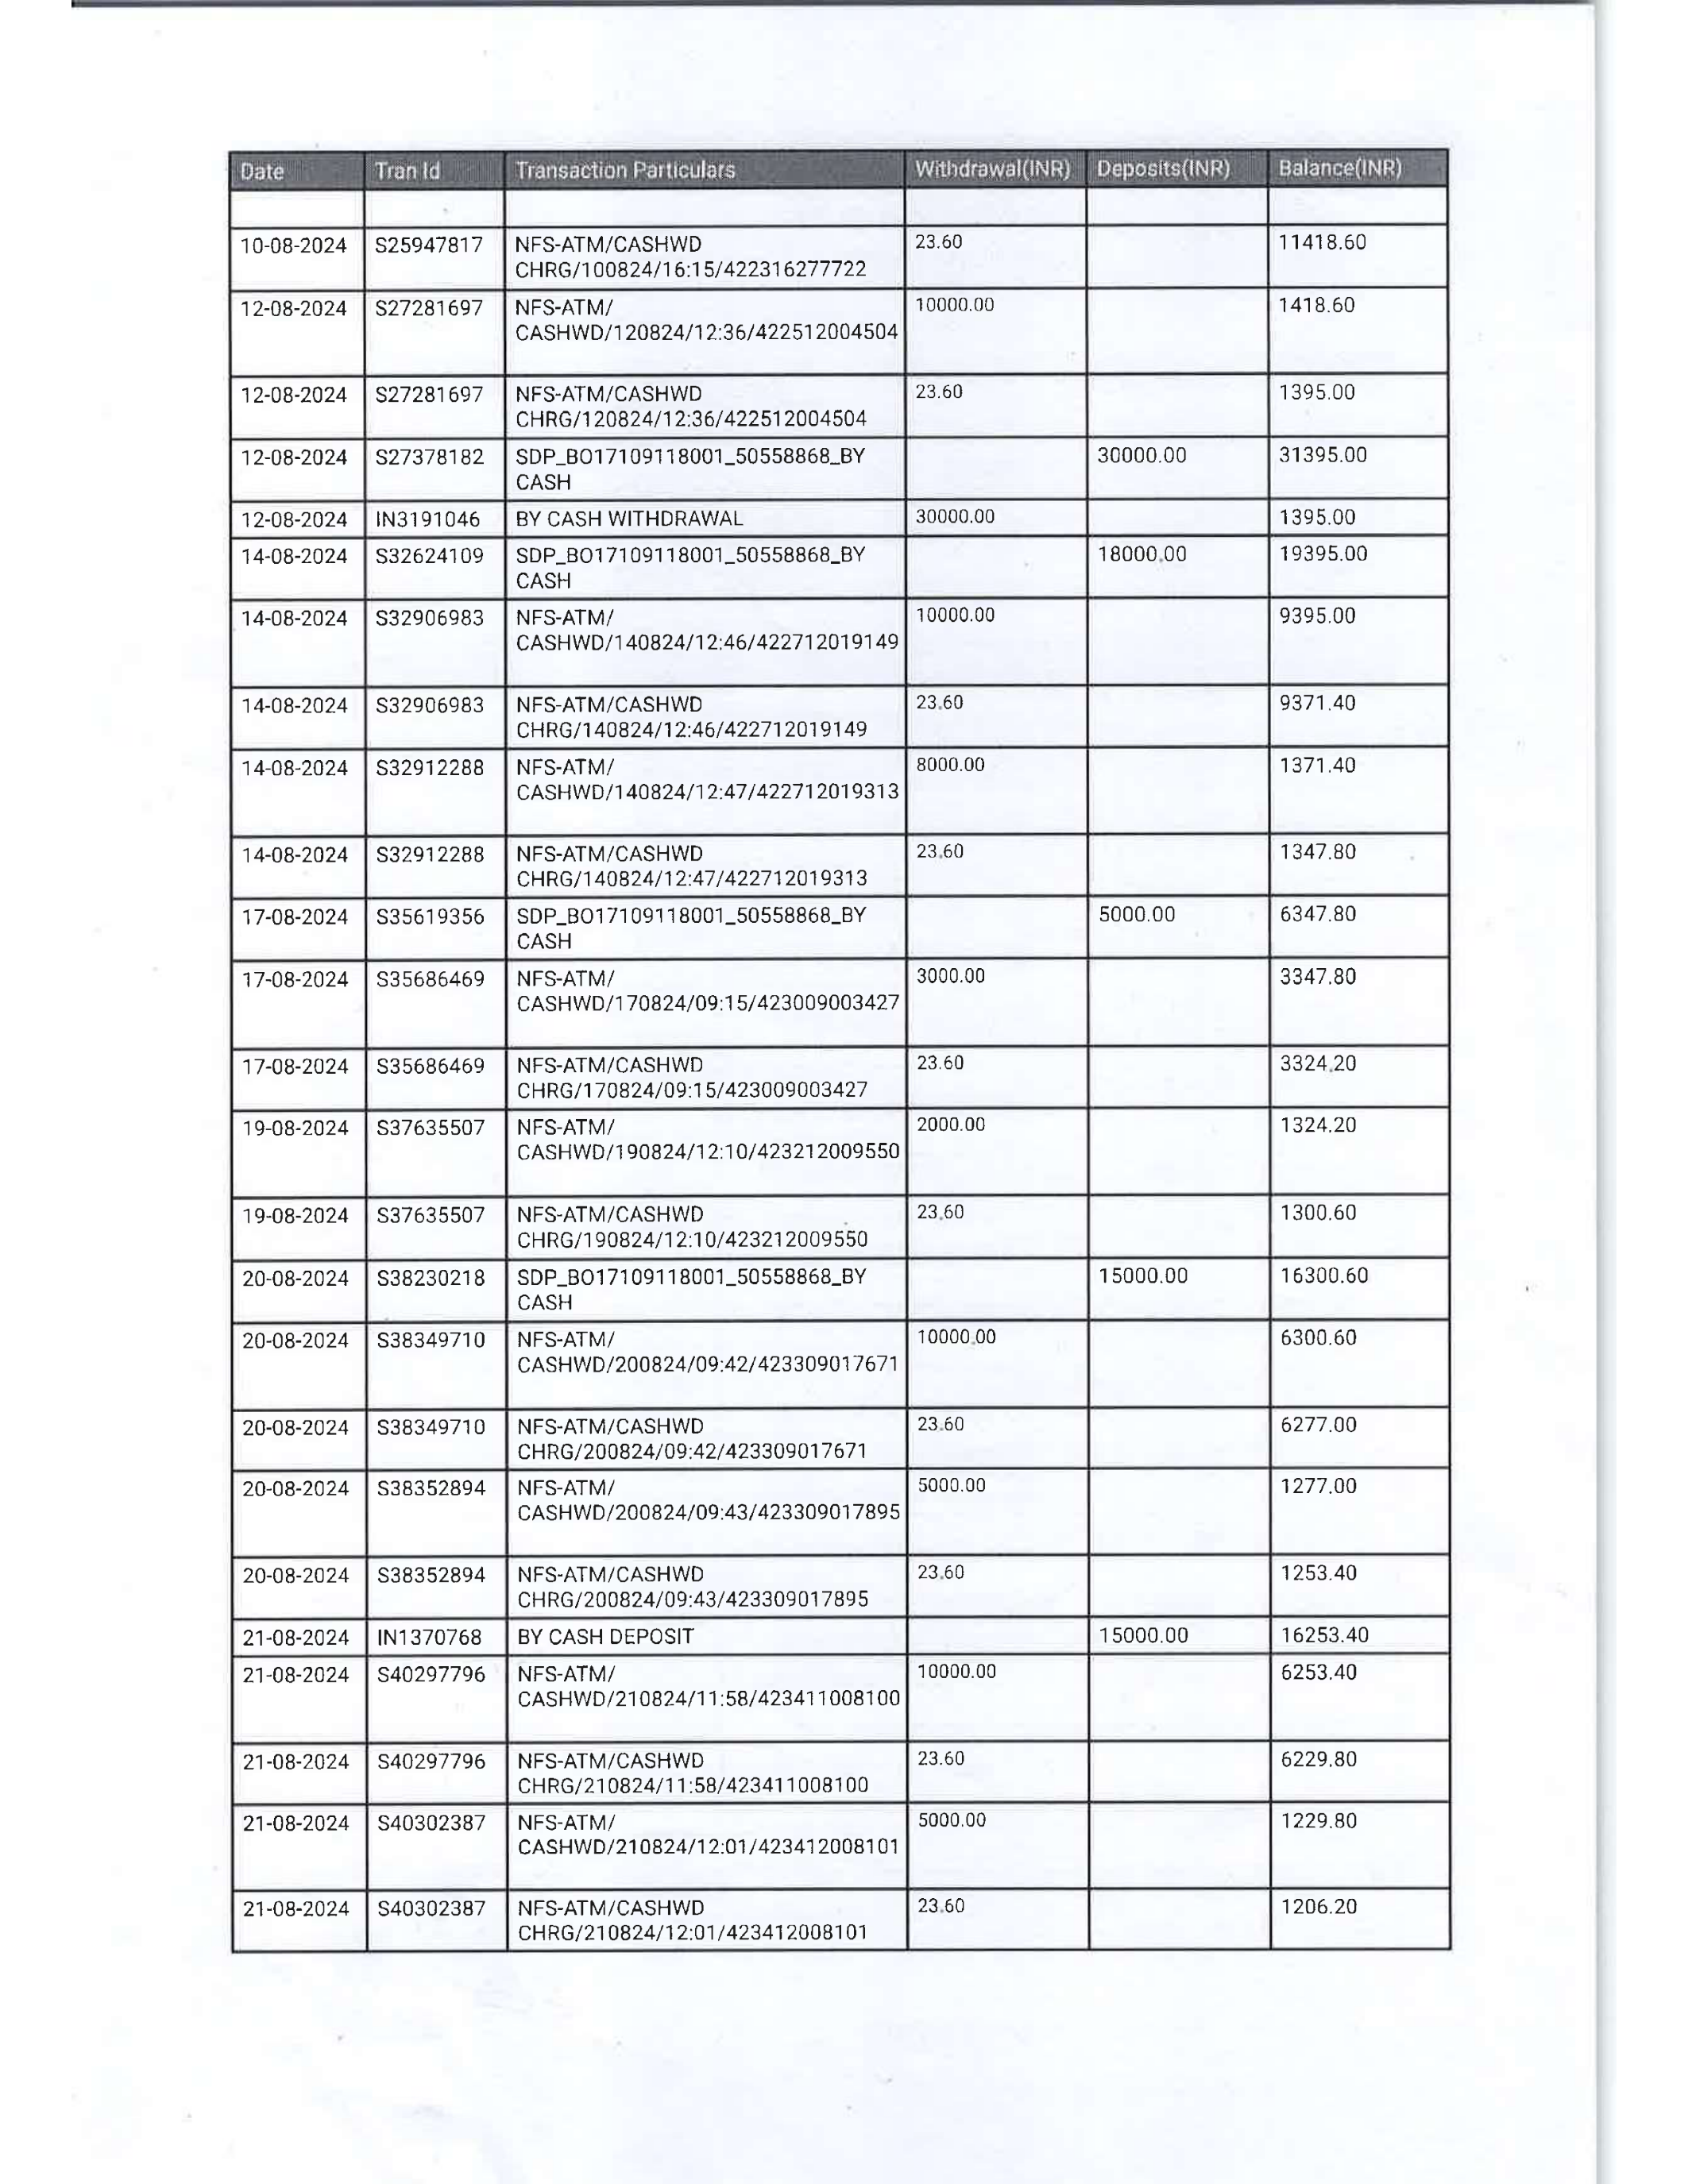 Date Tran Id Transaction Particulars Withdrawal(INR) Deposits(INR) Balance(INR)
10-08-2024 S25947817 NFS-ATM/CASHWD 23.60 11418.60
CHRG/100824/16:15/422316277722
12-08-2024 S27281697 NFS-ATM/ 10000.00 1418.60
CASHWD/120824/12:36/422512004504
12-08-2024 S27281697 NFS-ATM/CASHWD 23.60 1395.00
CHRG/120824/12:36/422512004504
12-08-2024 S27378182 SDP_BO17109118001_50558868_BY 30000.00 31395.00
CASH
12-08-2024 IN3191046 BY CASH WITHDRAWAL 30000.00 1395.00
14-08-2024 S32624109 SDP_BO17109118001_50558868_BY 18000.00 19395.00
CASH
14-08-2024 S32906983 NFS-ATM/ 10000.00 9395.00
CASHWD/140824/12:46/422712019149
14-08-2024 S32906983 NFS-ATM/CASHWD 23.60 9371.40
CHRG/140824/12:46/422712019149
14-08-2024 S32912288 NFS-ATM/ 8000.00 1371.40
CASHWD/140824/12:47/422712019313
14-08-2024 S32912288 NFS-ATM/CASHWD 23.60 1347.80
CHRG/140824/12:47/422712019313
17-08-2024 S35619356 SDP_BO17109118001_50558868_BY 5000.00 6347.80
CASH
17-08-2024 S35686469 NFS-ATM/ 3000.00 3347.80
CASHWD/170824/09:15/423009003427
17-08-2024 S35686469 NFS-ATM/CASHWD 23.60 3324.20
CHRG/170824/09:15/423009003427
19-08-2024 S37635507 NFS-ATM/ 2000.00 1324.20
CASHWD/190824/12:10/423212009550
19-08-2024 S37635507 NFS-ATM/CASHWD 23.60 1300.60
CHRG/190824/12:10/423212009550
20-08-2024 S38230218 SDP_BO17109118001_50558868_BY 15000.00 16300.60
CASH
20-08-2024 S38349710 NFS-ATM/ 10000.00 6300.60
CASHWD/200824/09:42/423309017671
20-08-2024 S38349710 NFS-ATM/CASHWD 23.60 6277.00
CHRG/200824/09:42/423309017671
20-08-2024 S38352894 NFS-ATM/ 5000.00 1277.00
CASHWD/200824/09:43/423309017895
20-08-2024 S38352894 NFS-ATM/CASHWD 23.60 1253.40
CHRG/200824/09:43/423309017895
21-08-2024 IN1370768 BY CASH DEPOSIT 15000.00 16253.40
21-08-2024 S40297796 NFS-ATM/ 10000.00 6253.40
CASHWD/210824/11:58/423411008100
21-08-2024 S40297796 NFS-ATM/CASHWD 23.60 6229.80
CHRG/210824/11:58/423411008100
21-08-2024 S40302387 NFS-ATM/ 5000.00 1229.80
CASHWD/210824/12:01/423412008101
21-08-2024 S40302387 NFS-ATM/CASHWD 23.60 1206.20
CHRG/210824/12:01/423412008101